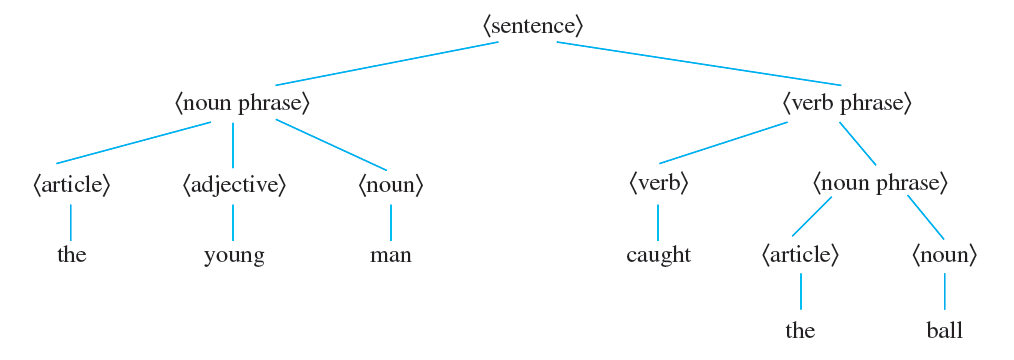 ⟨sentence⟩
⟨noun phrase⟩ ⟨verb phrase⟩
⟨article⟩ ⟨adjective⟩ ⟨noun⟩ ⟨verb⟩ ⟨noun phrase⟩
the young man caught ⟨article⟩ ⟨noun⟩
the ball